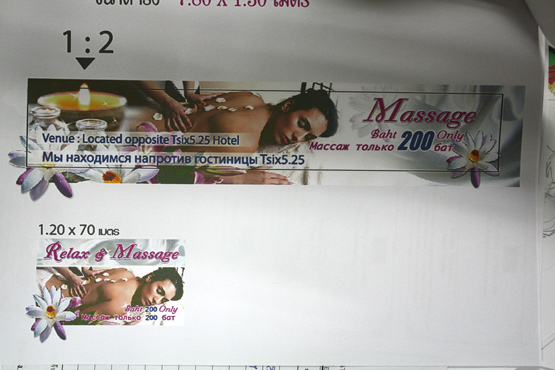 1 : 2
Massage
Baht 200 Only
Массаж только 200 бат
Venue : Located opposite Tsix5.25 Hotel
Мы находимся напротив гостиницы Tsix5.25
1.20 x 70 เมตร
Relax & Massage
Baht 200 Only
Массаж только 200 бат